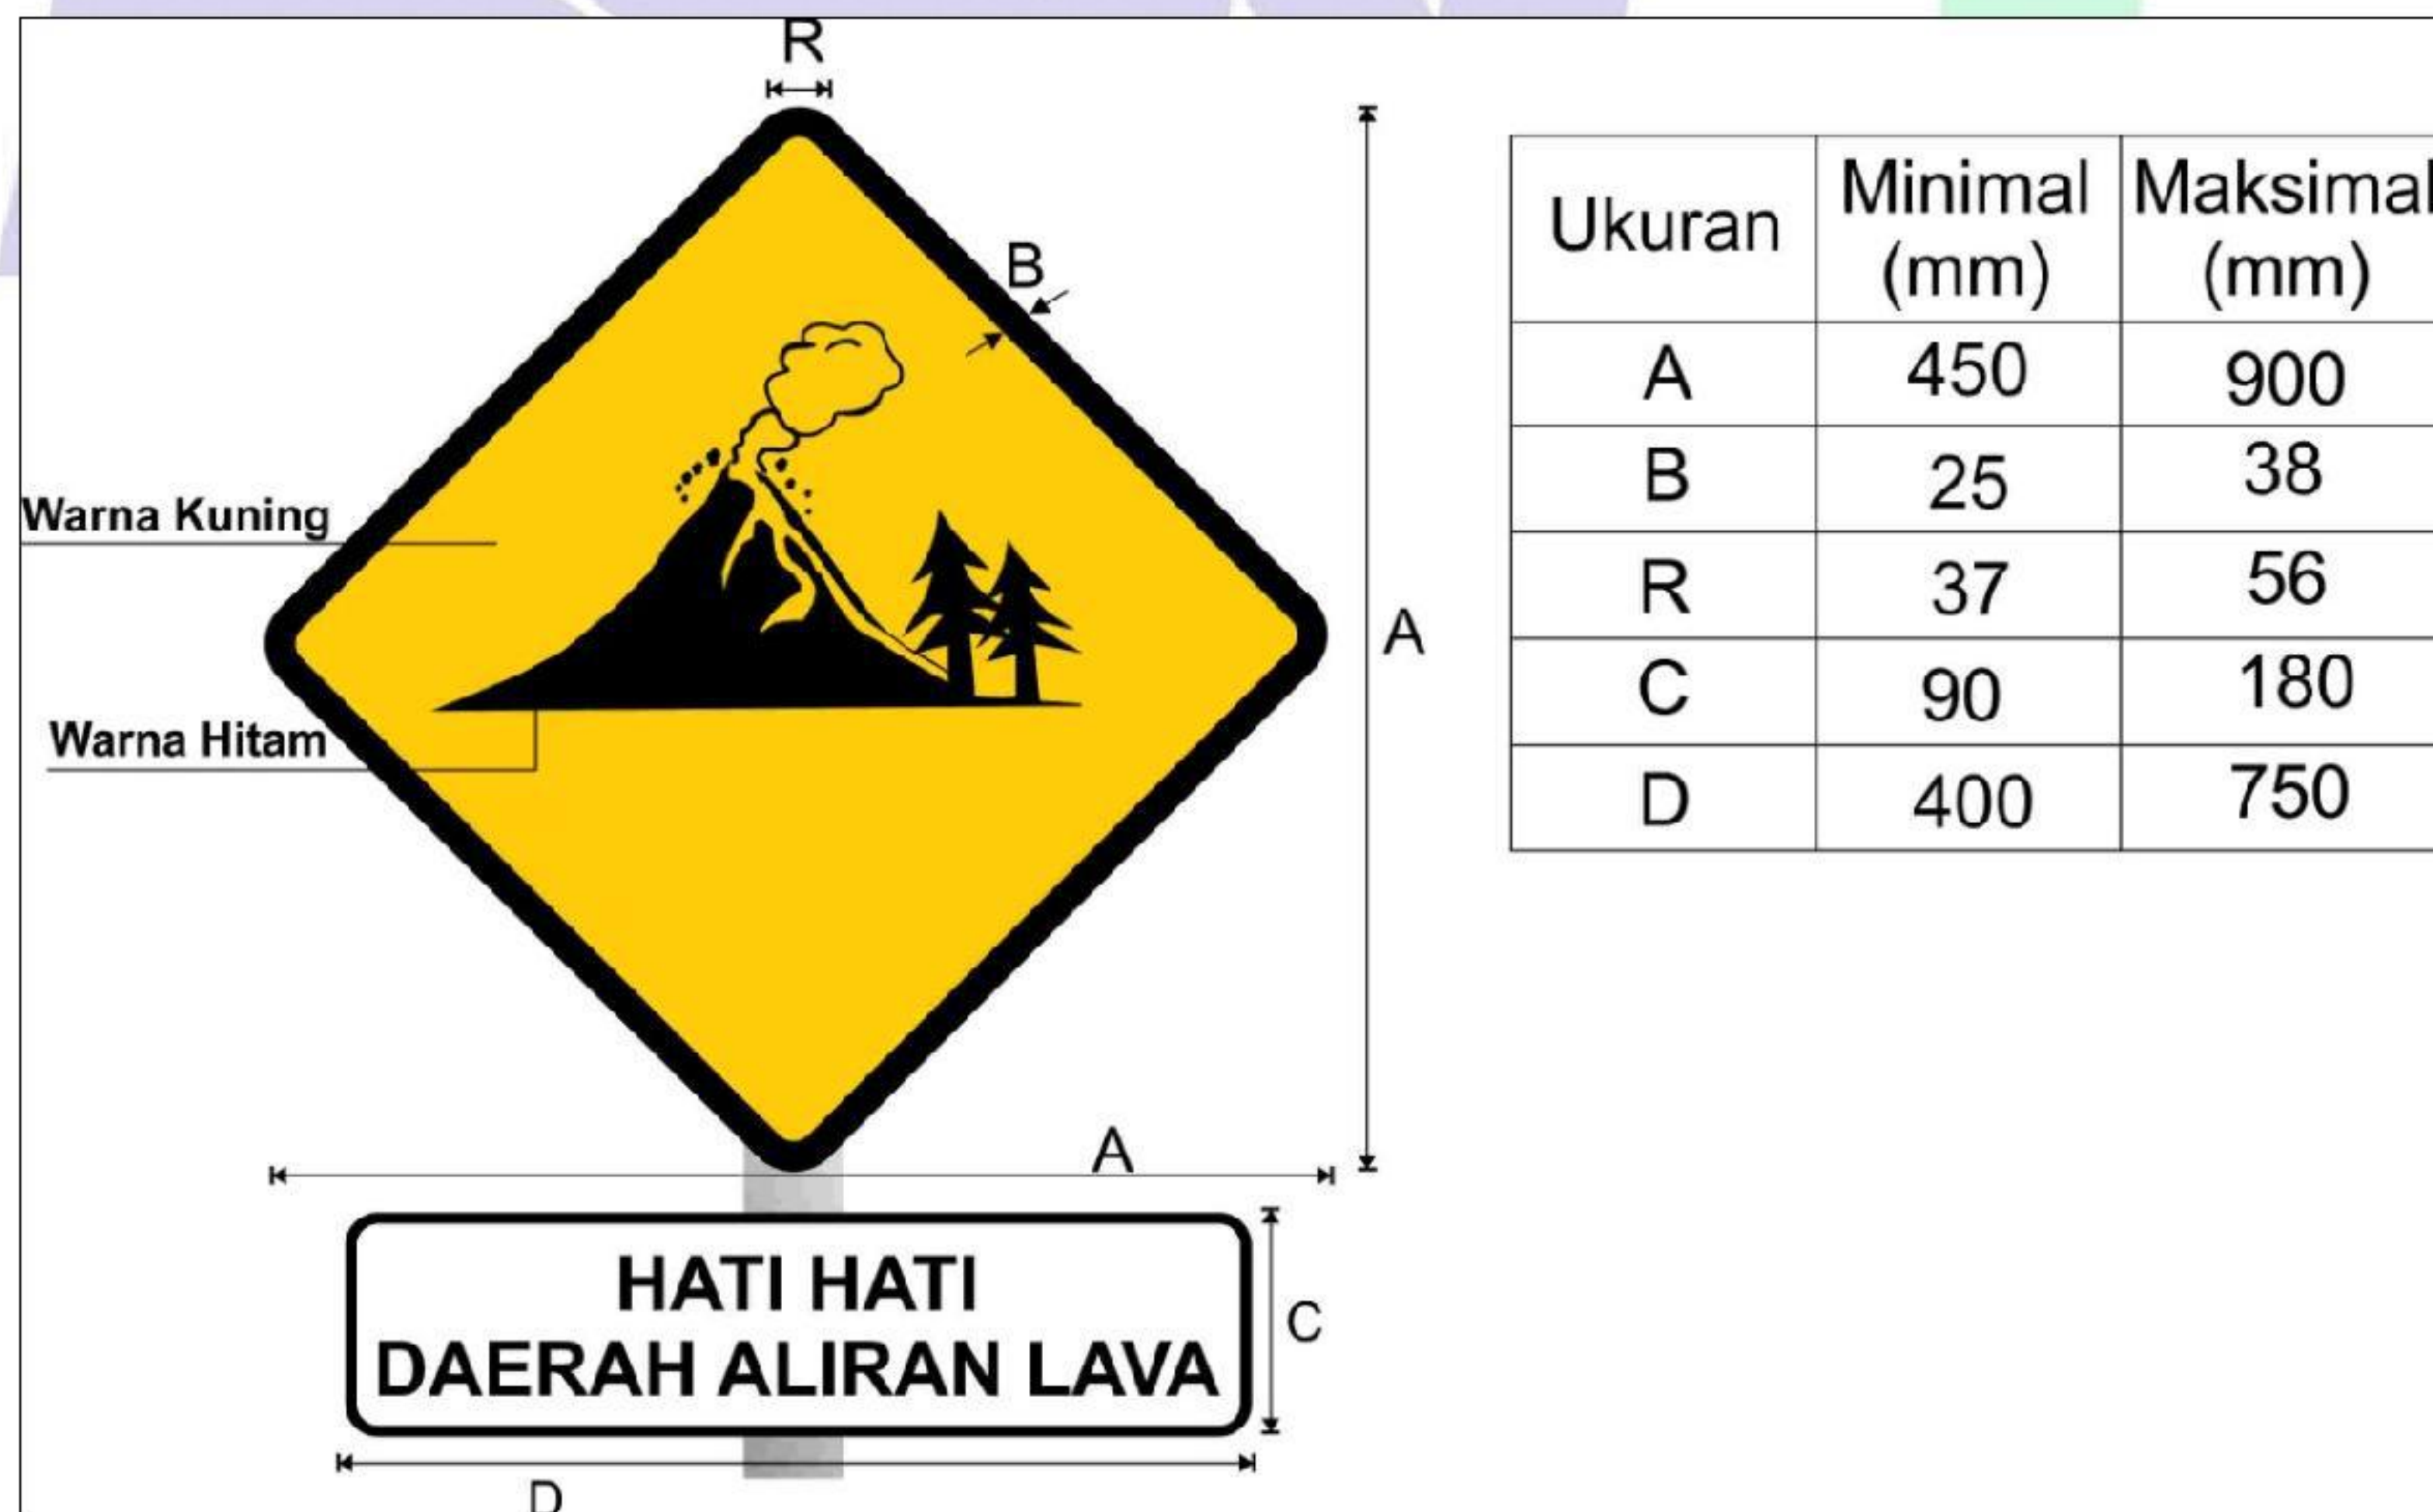 R
B
A
Warna Kuning
Warna Hitam
A
HATI HATI
DAERAH ALIRAN LAVA
C
D
Ukuran Minimal (mm) Maksimal (mm)
A 450 900
B 25 38
R 37 56
C 90 180
D 400 750